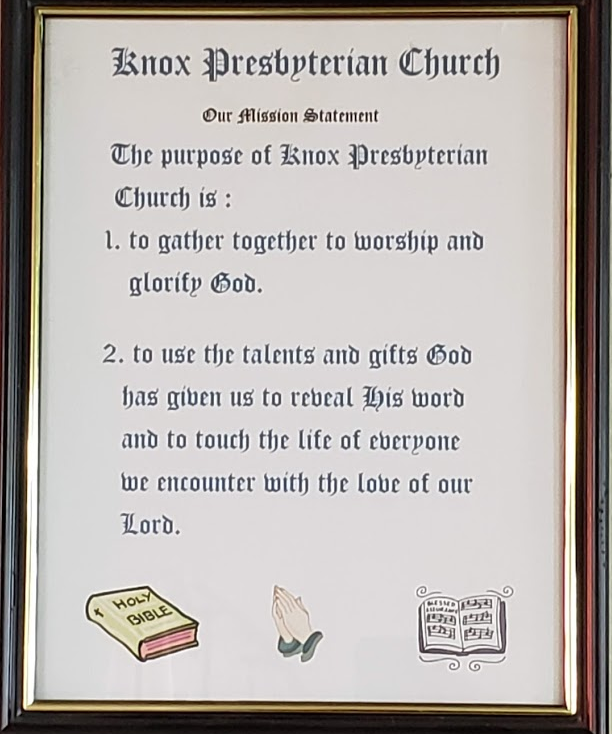 Knox Presbyterian Church
Our Mission Statement
The purpose of Knox Presbyterian
Church is :
1. to gather together to worship and
glorify God.
2. to use the talents and gifts God
has given us to reveal His word
and to touch the life of everyone
we encounter with the love of our
Lord.
HOLY
BIBLE
BLESSED
ASSURANCE